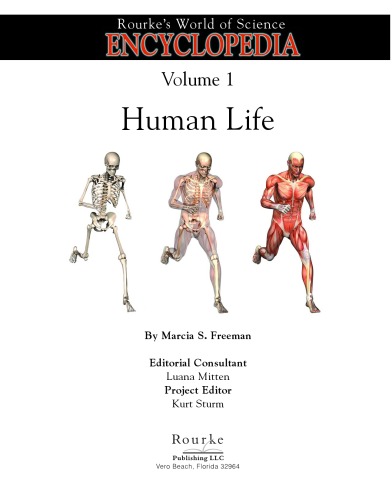 Rourke's World of Science
ENCYCLOPEDIA
Volume 1
Human Life
By Marcia S. Freeman
Editorial Consultant
Luana Mitten
Project Editor
Kurt Sturm
Rourke
Publishing LLC
Vero Beach, Florida 32964